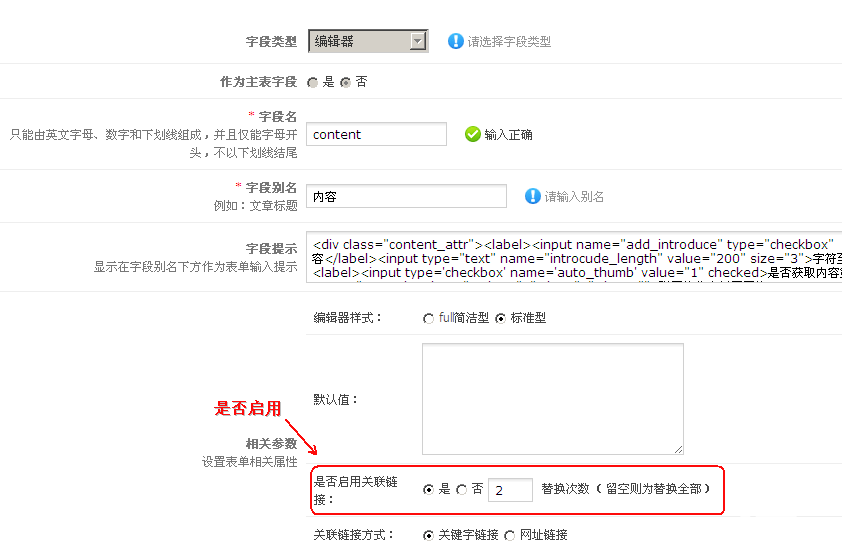 字段类型 编辑器 请选择字段类型
作为主表字段 是 否
* 字段名
只能由英文字母、数字和下划线组成，并且仅能字母开
头，不以下划线结尾
content 输入正确
* 字段别名
例如：文章标题
内容 请输入别名
字段提示
显示在字段别名下方作为表单输入提示
<div class="content_attr"><label><input name="add_introduce" type="checkbox"
容</label><input type="text" name="introcude_length" value="200" size="3">字符至
<label><input type='checkbox' name='auto_thumb' value="1" checked>是否获取内容第
编辑器样式： full简洁型 标准型
默认值：
是否启用
相关参数
设置表单相关属性
是否启用关联链
接： 是 否 2 替换次数（留空则为替换全部）
关联链接方式： 关键字链接 网址链接